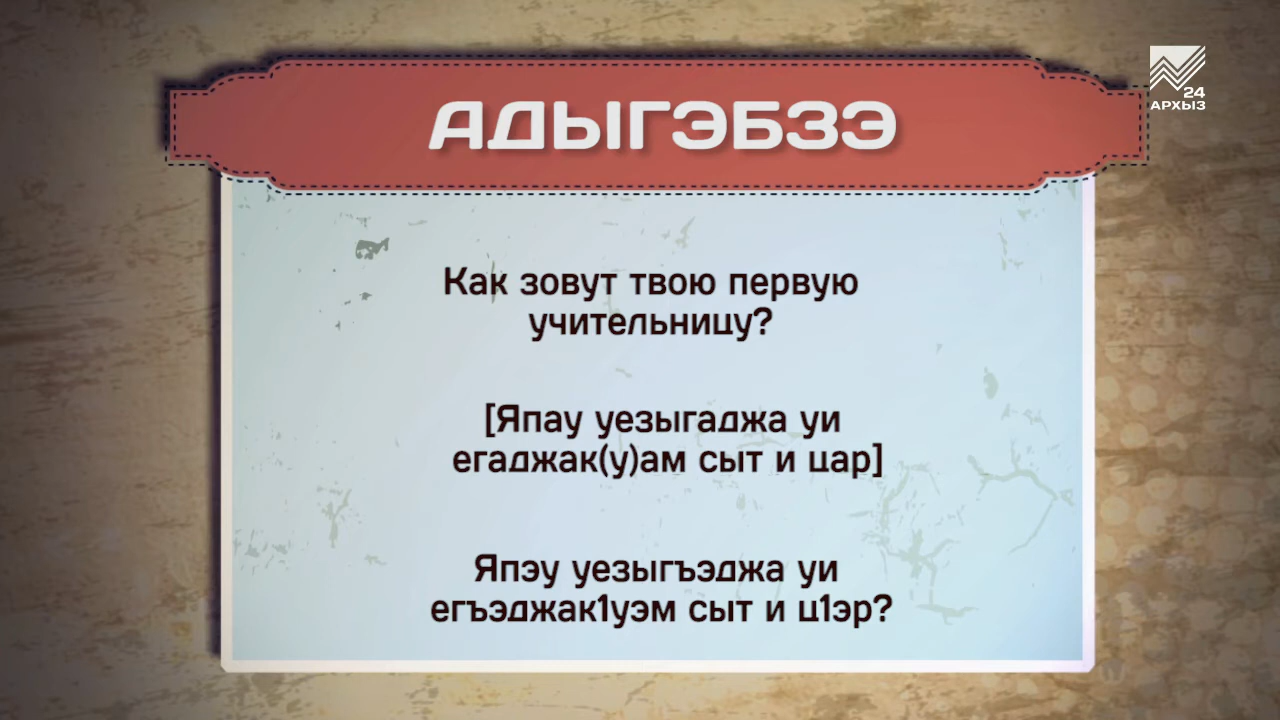 24
АРХЫЗ
АДЫГЭБЗЭ
Как зовут твою первую
учительницу?
[Япау уезыгаджа уи
егаджак(у)ам сыт и цар]
Япэу уезыгъэджа уи
егъэджак1уэм сыт и ц1эр?